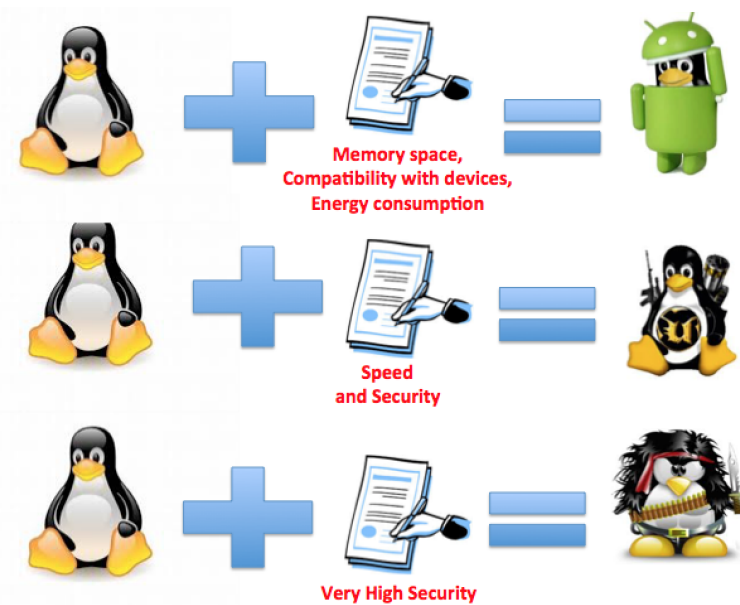 Memory space,
Compatibility with devices,
Energy consumption
Speed
and Security
Very High Security